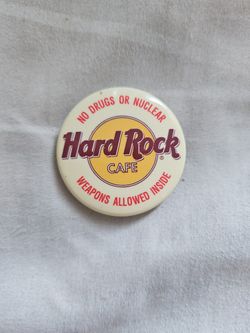 NO DRUGS OR NUCLEAR
Hard Rock
®
CAFE
WEAPONS ALLOWED INSIDE